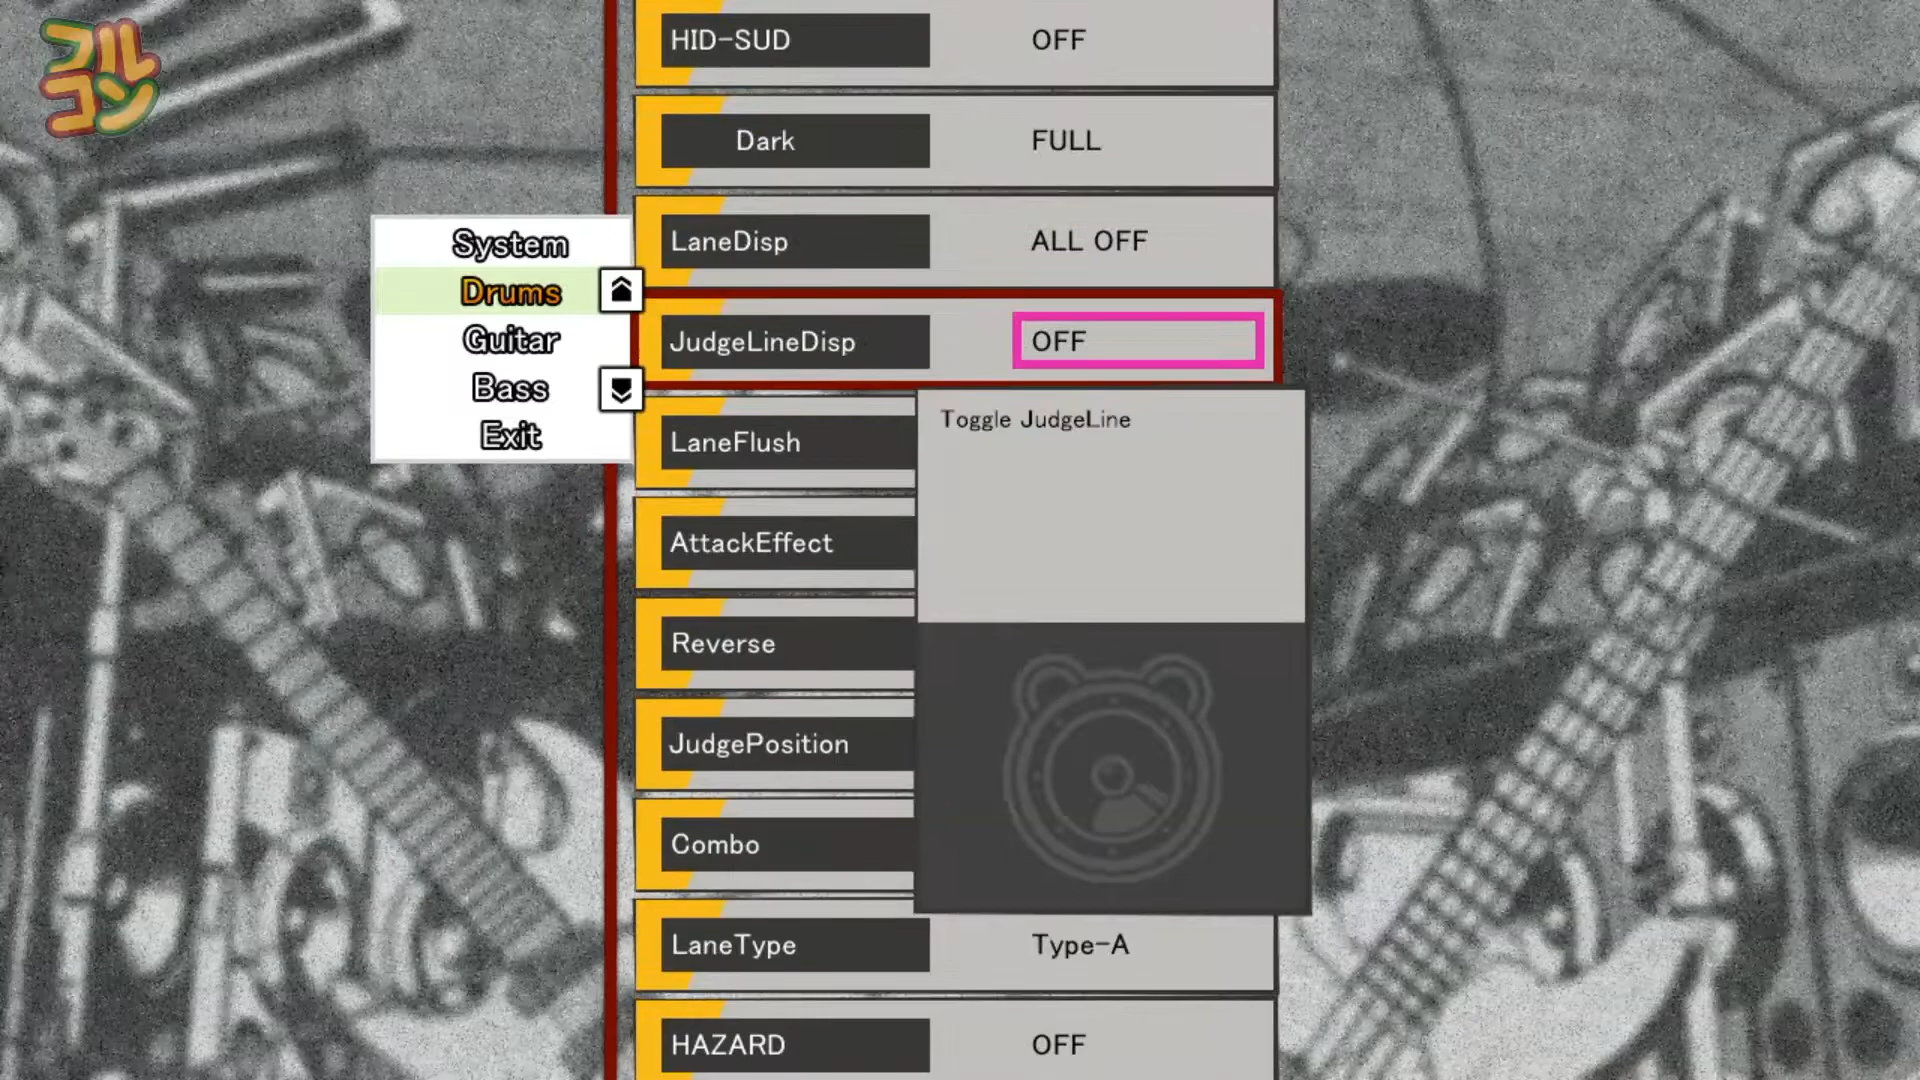 フル
コン
HID-SUD OFF
Dark FULL
LaneDisp ALL OFF
JudgeLineDisp OFF
System
Drums
Guitar
Bass
Exit
Toggle JudgeLine
LaneFlush
AttackEffect
Reverse
JudgePosition
Combo
LaneType Type-A
HAZARD OFF